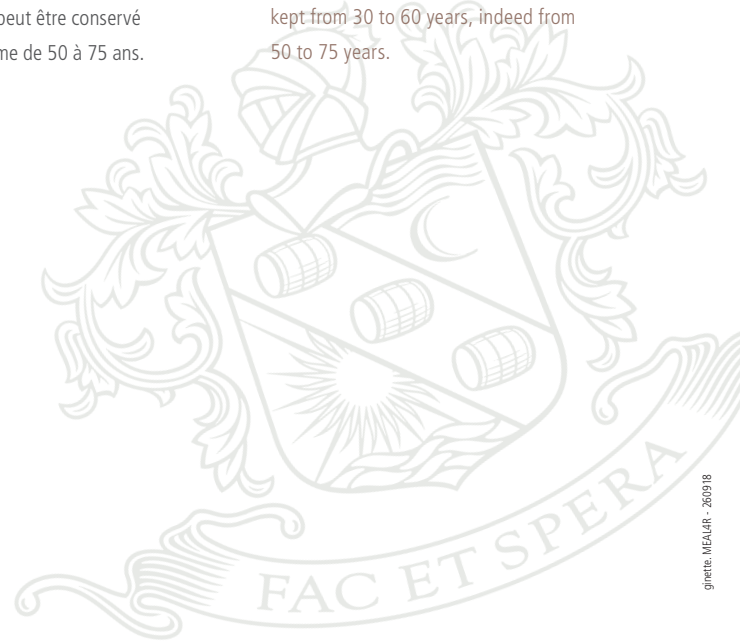 peut être conservé
me de 50 à 75 ans.
kept from 30 to 60 years, indeed from
50 to 75 years.
ginette. MEAL4R - 260918
FAC ET SPERA